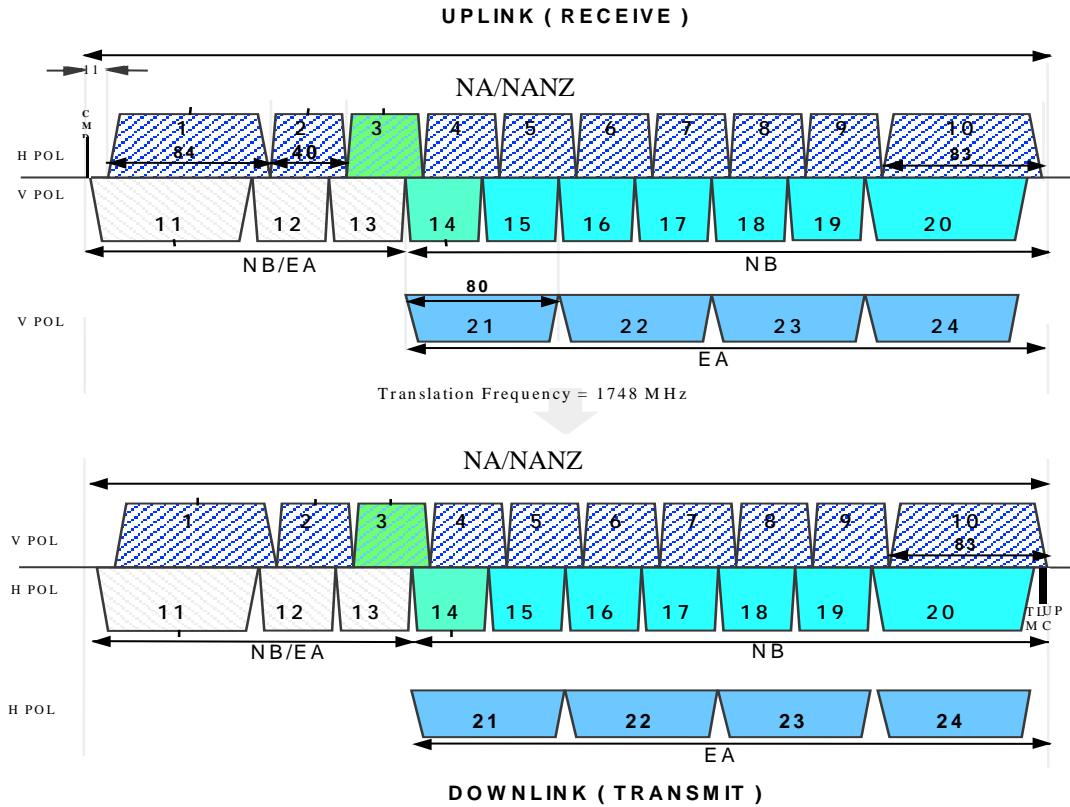 UPLINK ( RECEIVE )
11
NA/NANZ
CMD
1 2 3 4 5 6 7 8 9 10
84 40 83
H POL
V POL
11 12 13 14 15 16 17 18 19 20
NB/EA NB
80
V POL
21 22 23 24
EA
Translation Frequency = 1748 MHz
NA/NANZ
1 2 3 4 5 6 7 8 9 10
V POL
83
H POL
11 12 13 14 15 16 17 18 19 20
TLM UPC
NB/EA NB
H POL
21 22 23 24
EA
DOWNLINK ( TRANSMIT )